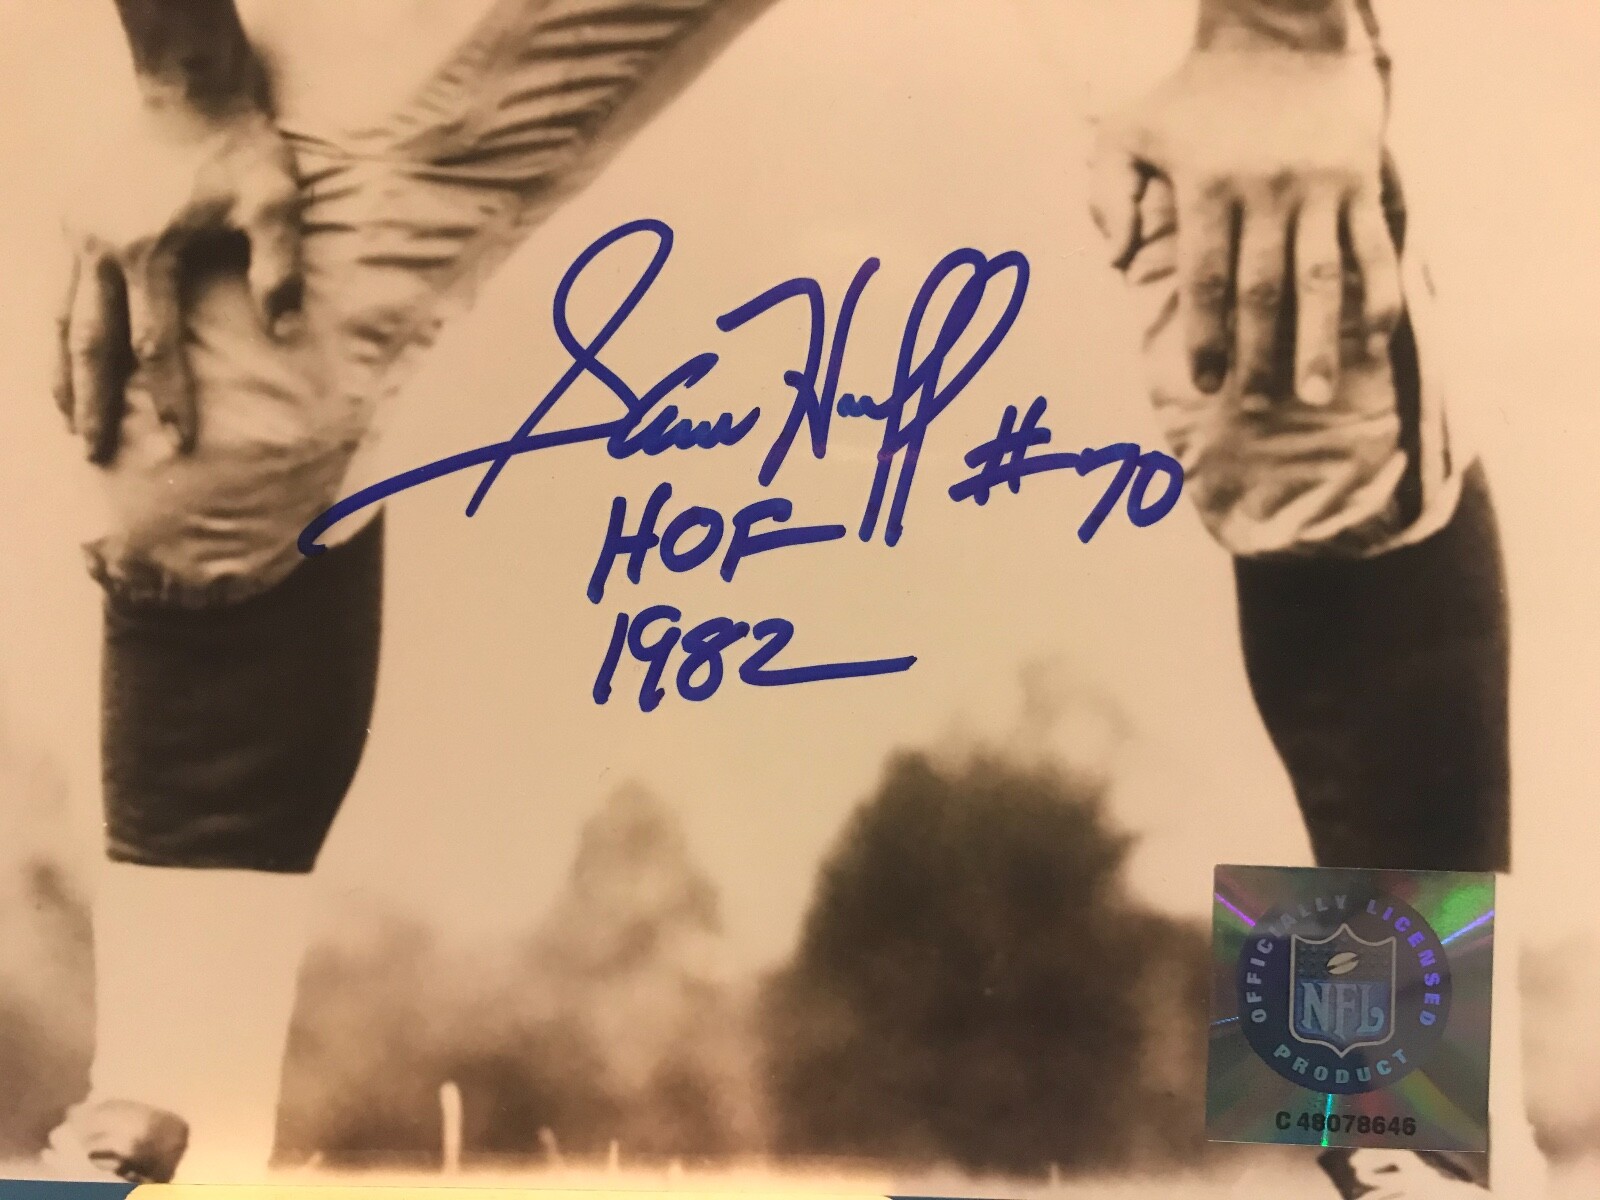 Sam Huff #70
HOF
1982
OFFICIALLY LICENSED
NFL
PRODUCT
C 48078646